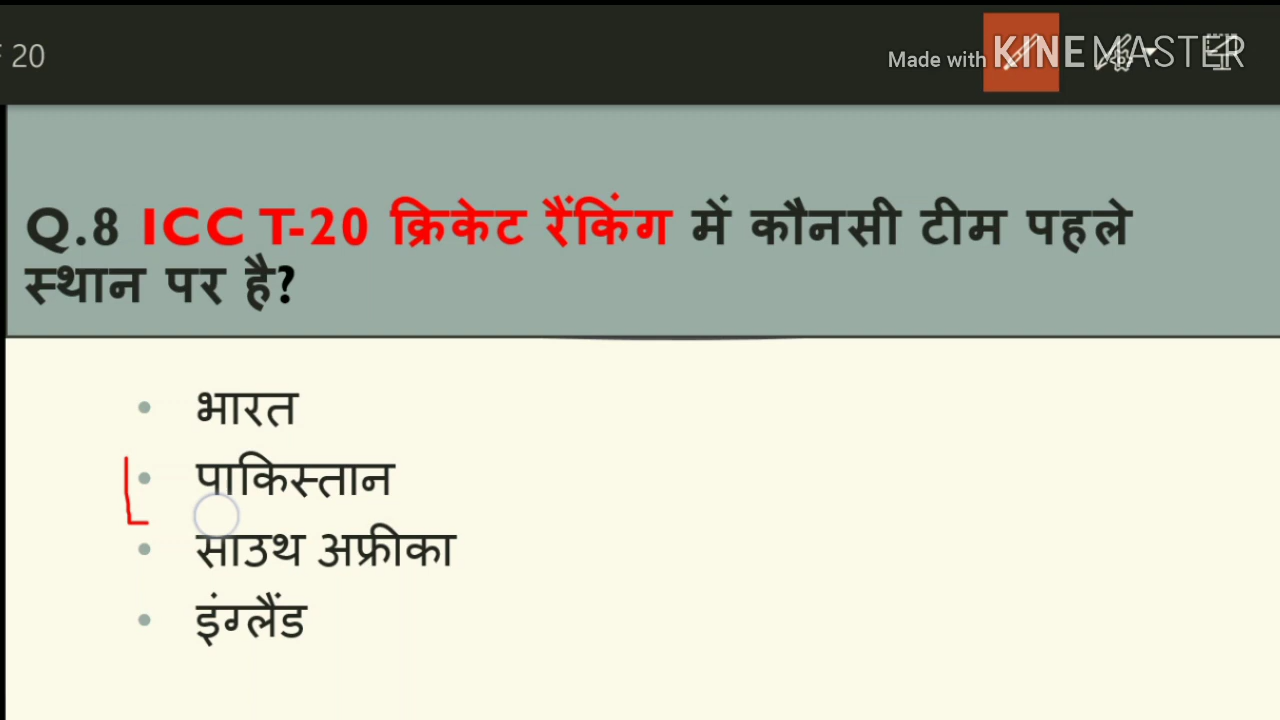 20
Made with KINEMASTER
Q.8 ICC T-20 क्रिकेट रैंकिंग में कौनसी टीम पहले
स्थान पर है?
• भारत
• पाकिस्तान
• साउथ अफ्रीका
• इंग्लैंड